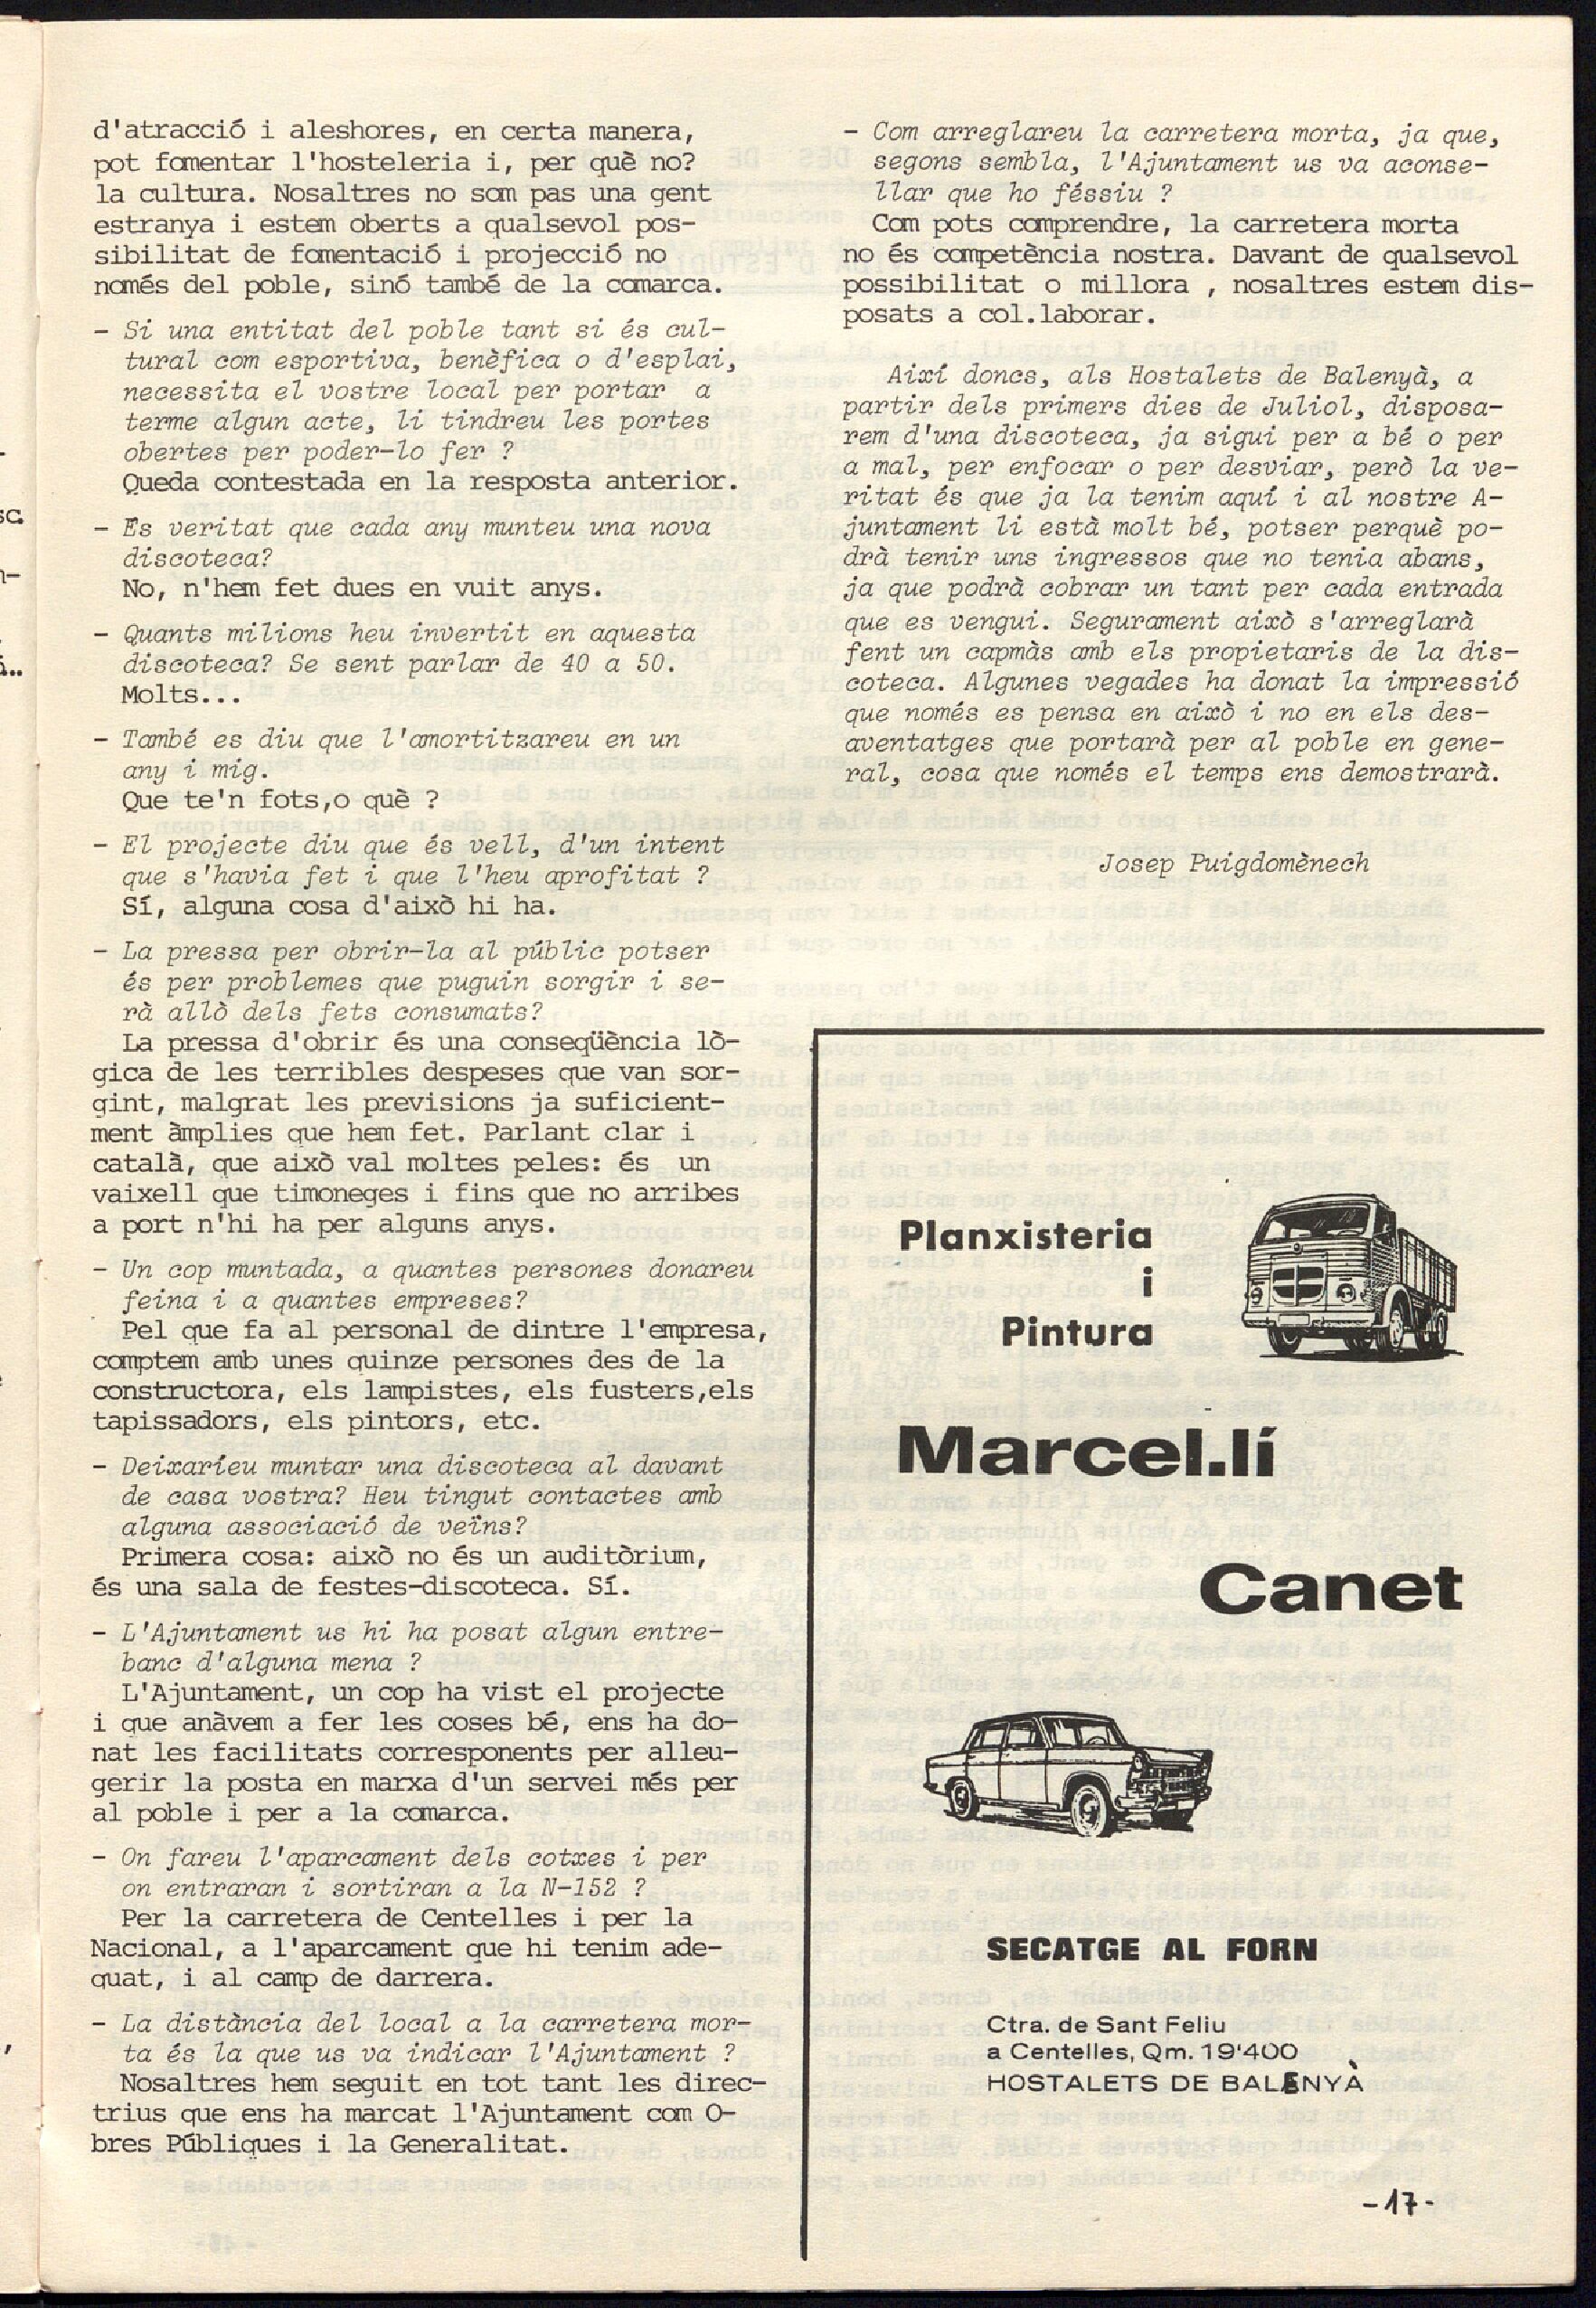 d'atracció i aleshores, en certa manera,
pot fomentar l'hosteleria i, per què no?
la cultura. Nosaltres no som pas una gent
estranya i estem oberts a qualsevol pos-
sibilitat de fomentació i projecció no
només del poble, sinó també de la comarca.
- Si una entitat del poble tant si és cul-
tural com esportiva, benèfica o d'esplai,
necessita el vostre local per portar a
terme algun acte, li tindreu les portes
obertes per poder-lo fer ?
Queda contestada en la resposta anterior.
- És veritat que cada any munteu una nova
discoteca?
No, n'hem fet dues en vuit anys.
- Quants milions heu invertit en aquesta
discoteca? Se sent parlar de 40 a 50.
Molts...
- També es diu que l'amortitzareu en un
any i mig.
Que te'n fots,o què ?
- El projecte diu que és vell, d'un intent
que s'havia fet i que l'heu aprofitat ?
Sí, alguna cosa d'això hi ha.
- La pressa per obrir-la al públic potser
és per problemes que puguin sorgir i se-
rà allò dels fets consumats?
La pressa d'obrir és una conseqüència lò-
gica de les terribles despeses que van sor-
gint, malgrat les previsions ja suficient-
ment àmplies que hem fet. Parlant clar i
català, que això val moltes peles: és un
vaixell que timoneges i fins que no arribes
a port n'hi ha per alguns anys.
- Un cop muntada, a quantes persones donareu
feina i a quantes empreses?
Pel que fa al personal de dintre l'empresa,
comptem amb unes quinze persones des de la
constructora, els lampistes, els fusters,els
tapissadors, els pintors, etc.
- Deixaríeu muntar una discoteca al davant
de casa vostra? Heu tingut contactes amb
alguna associació de veïns?
Primera cosa: això no és un auditòrium,
és una sala de festes-discoteca. Sí.
- L'Ajuntament us hi ha posat algun entre-
banc d'alguna mena ?
L'Ajuntament, un cop ha vist el projecte
i que anàvem a fer les coses bé, ens ha do-
nat les facilitats corresponents per alleu-
gerir la posta en marxa d'un servei més per
al poble i per a la comarca.
- On fareu l'aparcament dels cotxes i per
on entraran i sortiran a la N-152 ?
Per la carretera de Centelles i per la
Nacional, a l'aparcament que hi tenim ade-
quat, i al camp de darrera.
- La distància del local a la carretera mor-
ta és la que us va indicar l'Ajuntament ?
Nosaltres hem seguit en tot tant les direc-
trius que ens ha marcat l'Ajuntament com O-
bres Públiques i la Generalitat.
- Com arreglareu la carretera morta, ja que,
segons sembla, l'Ajuntament us va aconse-
llar que ho féssiu ?
Com pots comprendre, la carretera morta
no és competència nostra. Davant de qualsevol
possibilitat o millora , nosaltres estem dis-
posats a col.laborar.
Així doncs, als Hostalets de Balenyà, a
partir dels primers dies de Juliol, disposa-
rem d'una discoteca, ja sigui per a bé o per
a mal, per enfocar o per desviar, però la ve-
ritat és que ja la tenim aquí i al nostre A-
juntament li està molt bé, potser perquè po-
drà tenir uns ingressos que no tenia abans,
ja que podrà cobrar un tant per cada entrada
que es vengui. Segurament això s'arreglarà
fent un capmàs amb els propietaris de la dis-
coteca. Algunes vegades ha donat la impressió
que només es pensa en això i no en els des-
aventatges que portarà per al poble en gene-
ral, cosa que només el temps ens demostrarà.
Josep Puigdomènech
Planxisteria
i
Pintura
Marcel.lí
Canet
SECATGE AL FORN
Ctra. de Sant Feliu
a Centelles, Qm. 19'400
HOSTALETS DE BALENYÀ
-17-